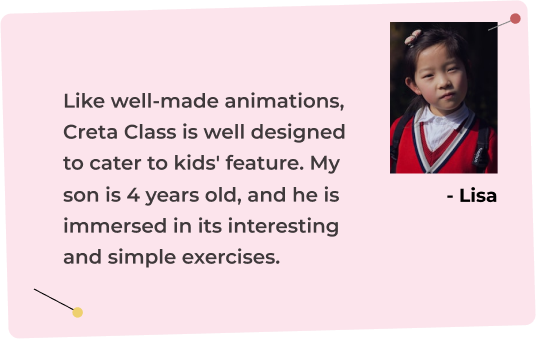 Like well-made animations,
Creta Class is well designed
to cater to kids' feature. My
son is 4 years old, and he is
immersed in its interesting
and simple exercises.
- Lisa